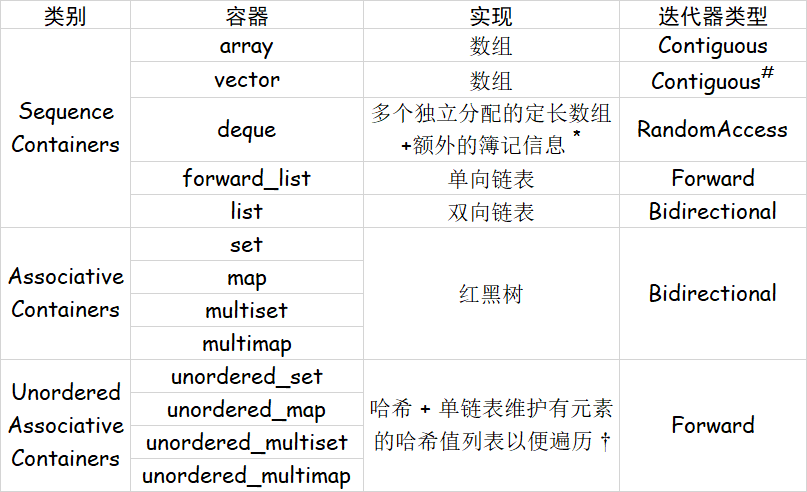 类别 容器 实现 迭代器类型
Sequence
Containers
array 数组 Contiguous
vector 数组 Contiguous#
deque 多个独立分配的定长数组
+额外的簿记信息 * RandomAccess
forward_list 单向链表 Forward
list 双向链表 Bidirectional
Associative
Containers
set
map
multiset
multimap
红黑树 Bidirectional
Unordered
Associative
Containers
unordered_set
unordered_map
unordered_multiset
unordered_multimap
哈希 + 单链表维护有元素
的哈希值列表以便遍历 †
Forward